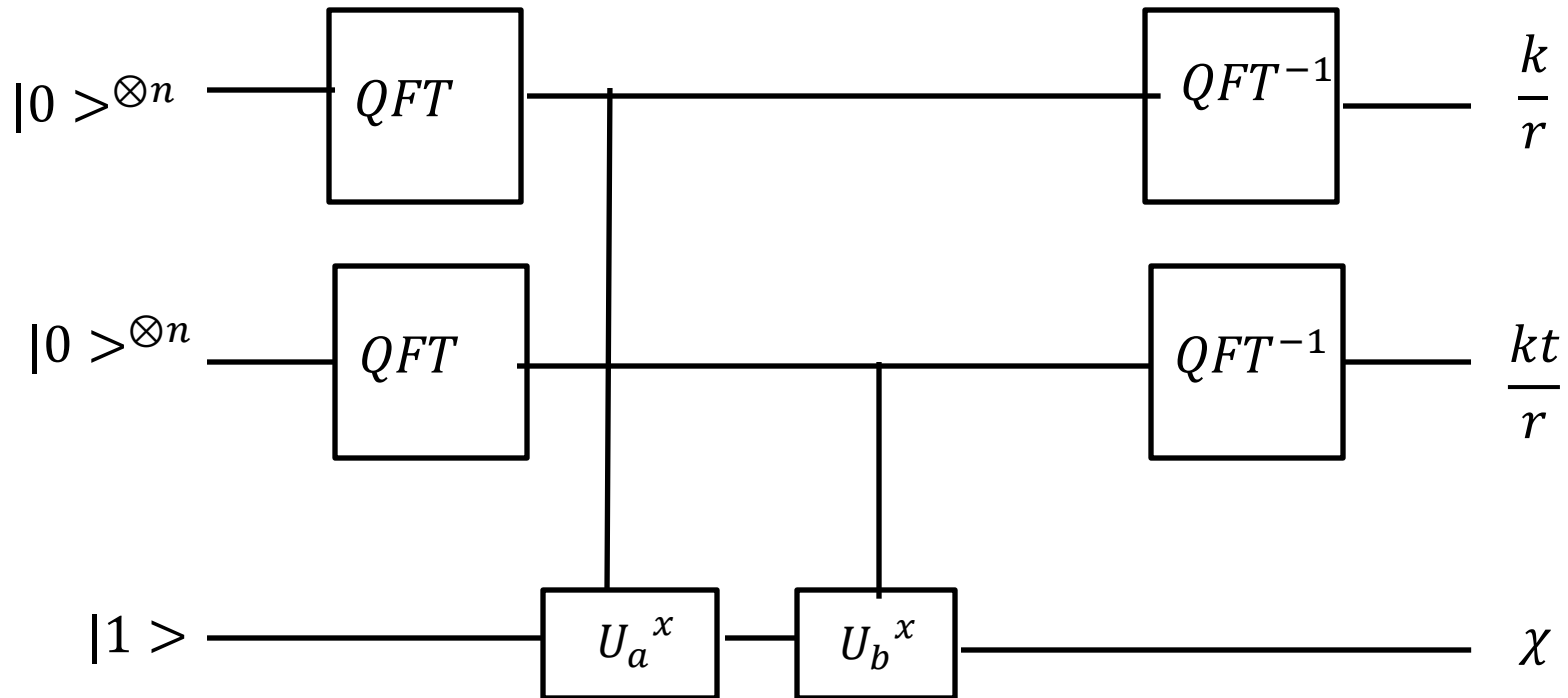 |0 >^⊗n QFT QFT^−1 k/r
|0 >^⊗n QFT QFT^−1 kt/r
|1 > U_a^x U_b^x χ